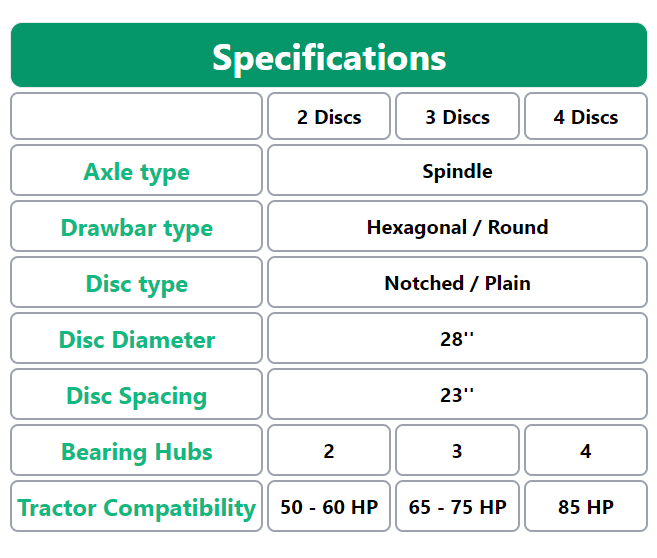 Specifications
2 Discs 3 Discs 4 Discs
Axle type Spindle
Drawbar type Hexagonal / Round
Disc type Notched / Plain
Disc Diameter 28''
Disc Spacing 23''
Bearing Hubs 2 3 4
Tractor Compatibility 50 - 60 HP 65 - 75 HP 85 HP